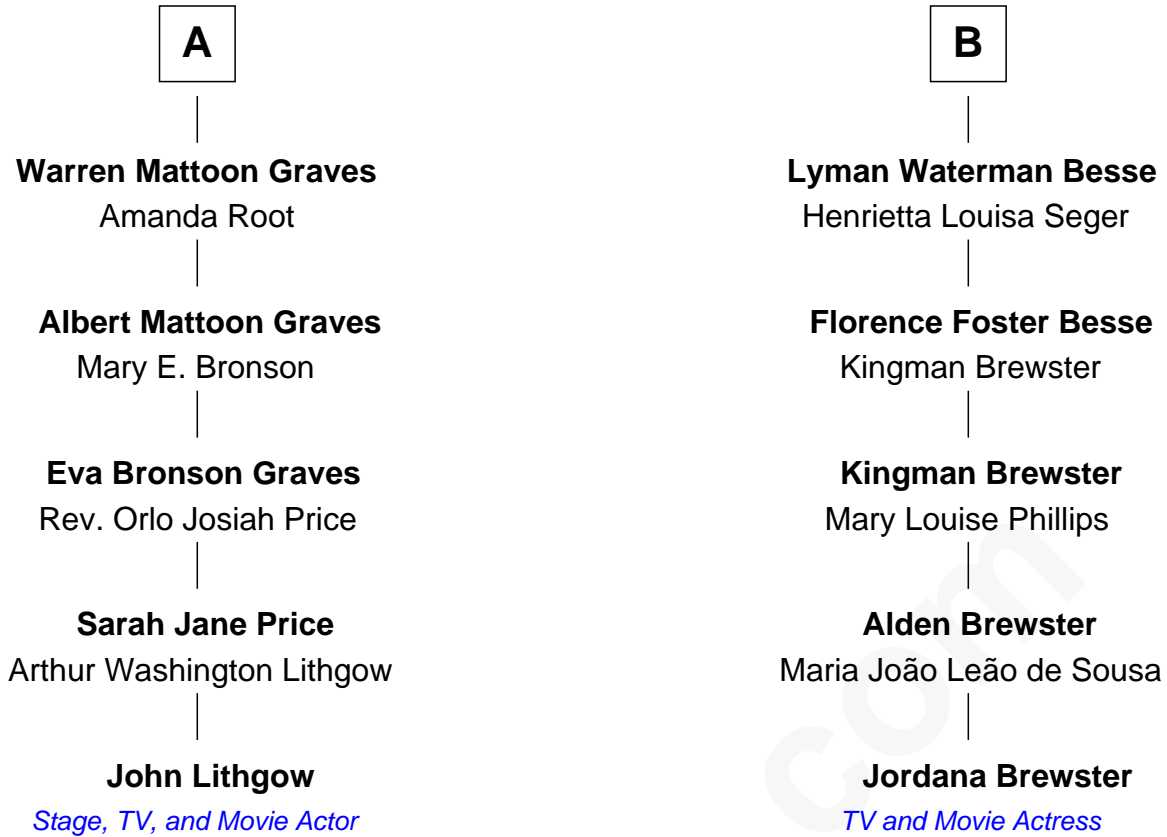 A
Warren Mattoon Graves
Amanda Root
Albert Mattoon Graves
Mary E. Bronson
Eva Bronson Graves
Rev. Orlo Josiah Price
Sarah Jane Price
Arthur Washington Lithgow
John Lithgow
Stage, TV, and Movie Actor
B
Lyman Waterman Besse
Henrietta Louisa Seger
Florence Foster Besse
Kingman Brewster
Kingman Brewster
Mary Louise Phillips
Alden Brewster
Maria João Leão de Sousa
Jordana Brewster
TV and Movie Actress
com